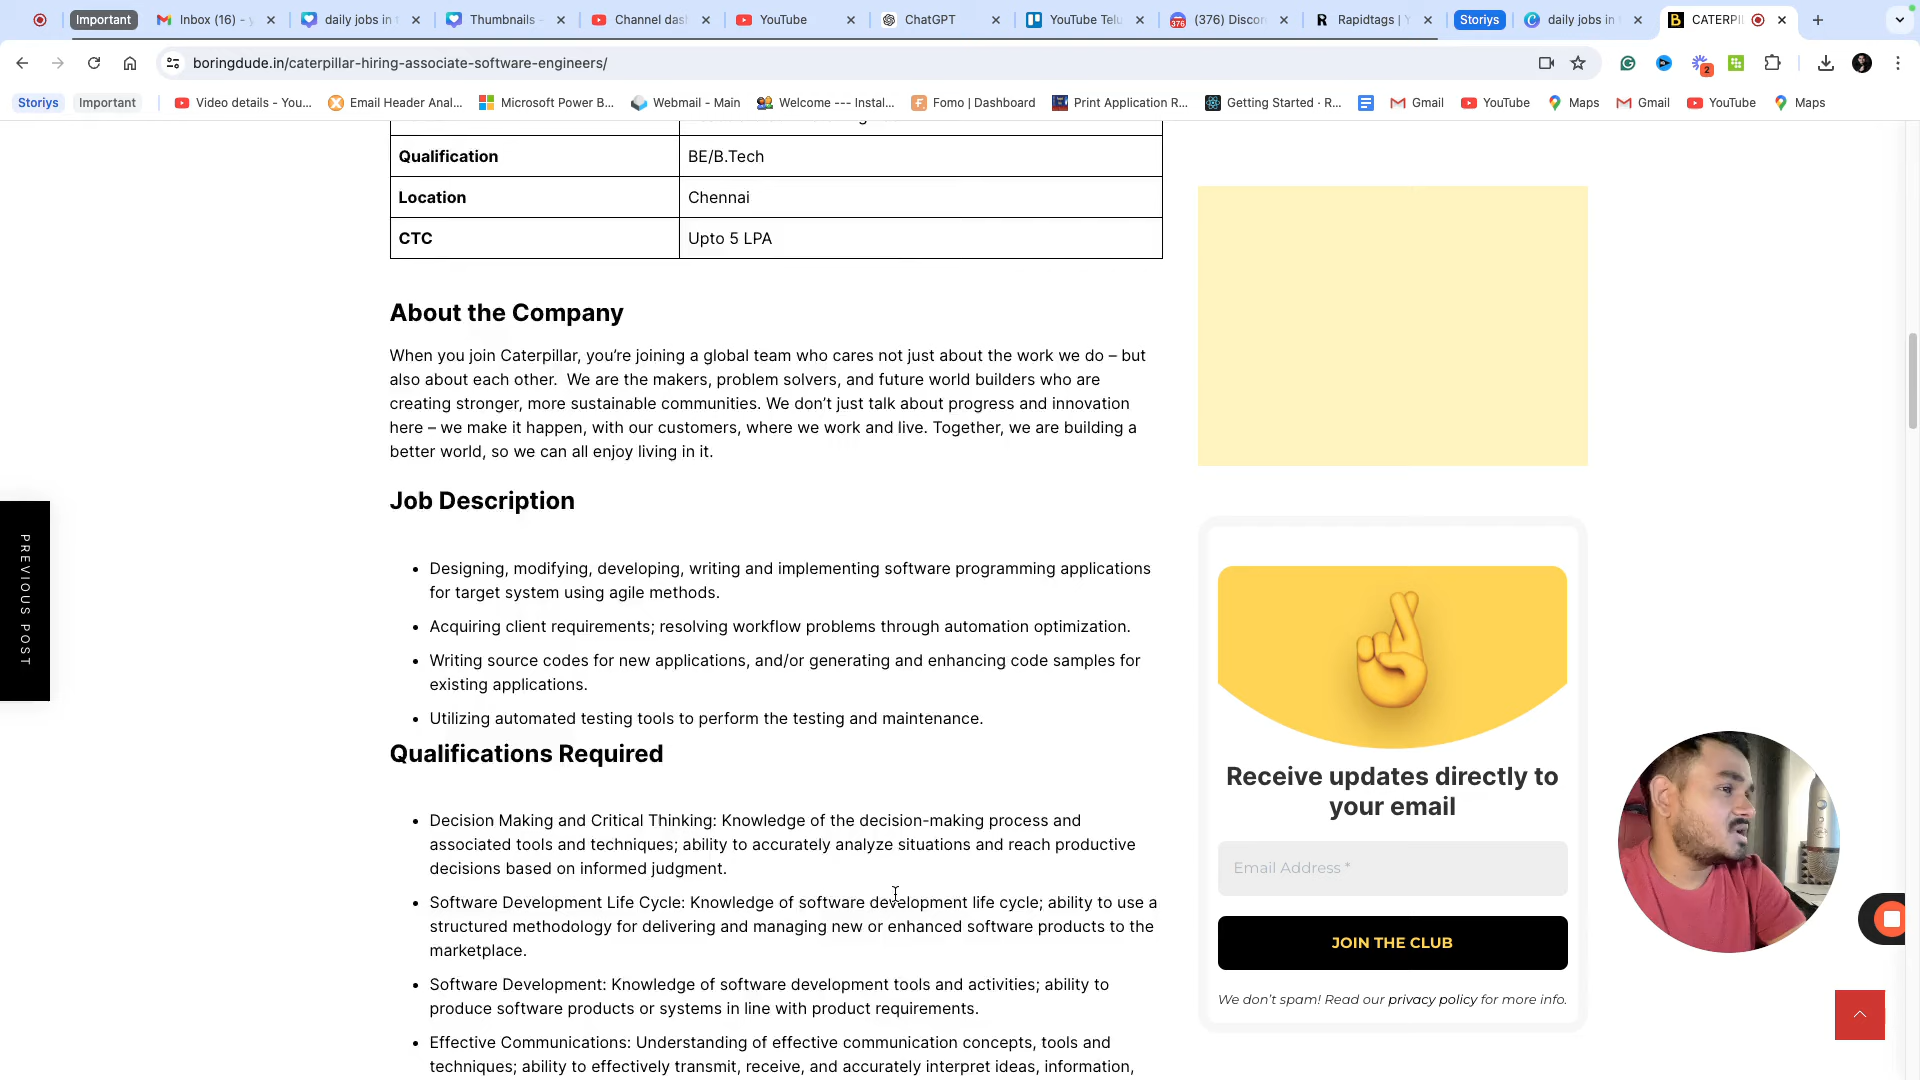 Important
Inbox (16) - y
daily jobs in t
Thumbnails -
Channel das
YouTube
ChatGPT
YouTube Telu
(376) Discor
Rapidtags | Y
Storiys
daily jobs in
CATERPI
boringdude.in/caterpillar-hiring-associate-software-engineers/
2
Storiys
Important
Video details - You...
Email Header Anal...
Microsoft Power B...
Webmail - Main
Welcome --- Instal...
Fomo | Dashboard
Print Application R...
Getting Started · R...
Gmail
YouTube
Maps
Gmail
YouTube
Maps
Qualification
BE/B.Tech
Location
Chennai
CTC
Upto 5 LPA
About the Company
When you join Caterpillar, you’re joining a global team who cares not just about the work we do – but
also about each other.  We are the makers, problem solvers, and future world builders who are
creating stronger, more sustainable communities. We don’t just talk about progress and innovation
here – we make it happen, with our customers, where we work and live. Together, we are building a
better world, so we can all enjoy living in it.
Job Description
• Designing, modifying, developing, writing and implementing software programming applications
for target system using agile methods.
• Acquiring client requirements; resolving workflow problems through automation optimization.
• Writing source codes for new applications, and/or generating and enhancing code samples for
existing applications.
• Utilizing automated testing tools to perform the testing and maintenance.
Qualifications Required
• Decision Making and Critical Thinking: Knowledge of the decision-making process and
associated tools and techniques; ability to accurately analyze situations and reach productive
decisions based on informed judgment.
• Software Development Life Cycle: Knowledge of software development life cycle; ability to use a
structured methodology for delivering and managing new or enhanced software products to the
marketplace.
• Software Development: Knowledge of software development tools and activities; ability to
produce software products or systems in line with product requirements.
• Effective Communications: Understanding of effective communication concepts, tools and
techniques; ability to effectively transmit, receive, and accurately interpret ideas, information,
PREVIOUS POST
Receive updates directly to
your email
Email Address *
JOIN THE CLUB
We don’t spam! Read our privacy policy for more info.